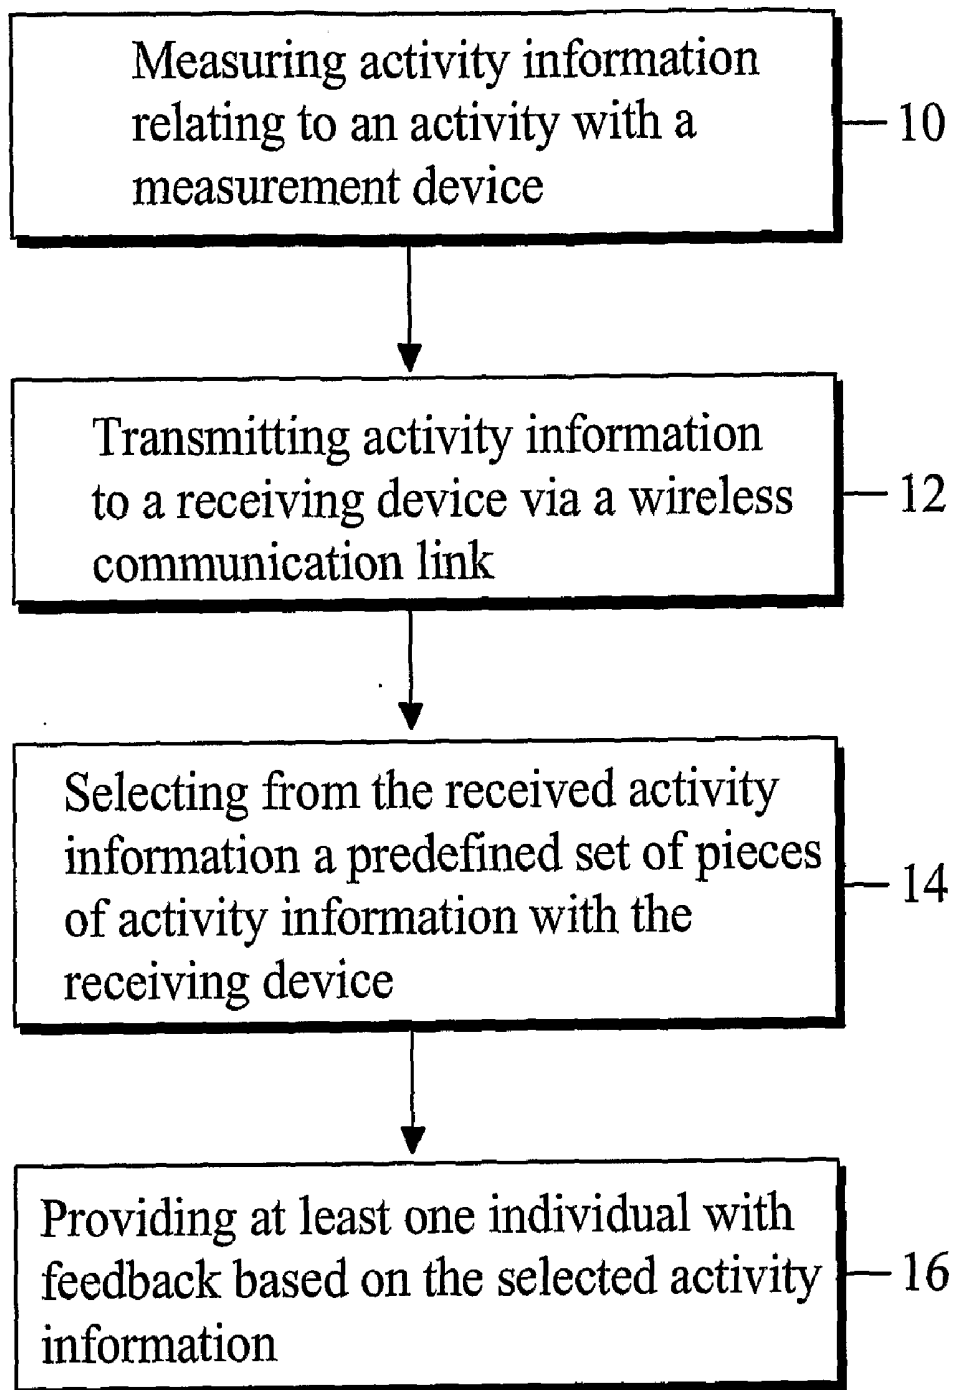 Measuring activity information
relating to an activity with a
measurement device
10
Transmitting activity information
to a receiving device via a wireless
communication link
12
Selecting from the received activity
information a predefined set of pieces
of activity information with the
receiving device
14
Providing at least one individual with
feedback based on the selected activity
information
16